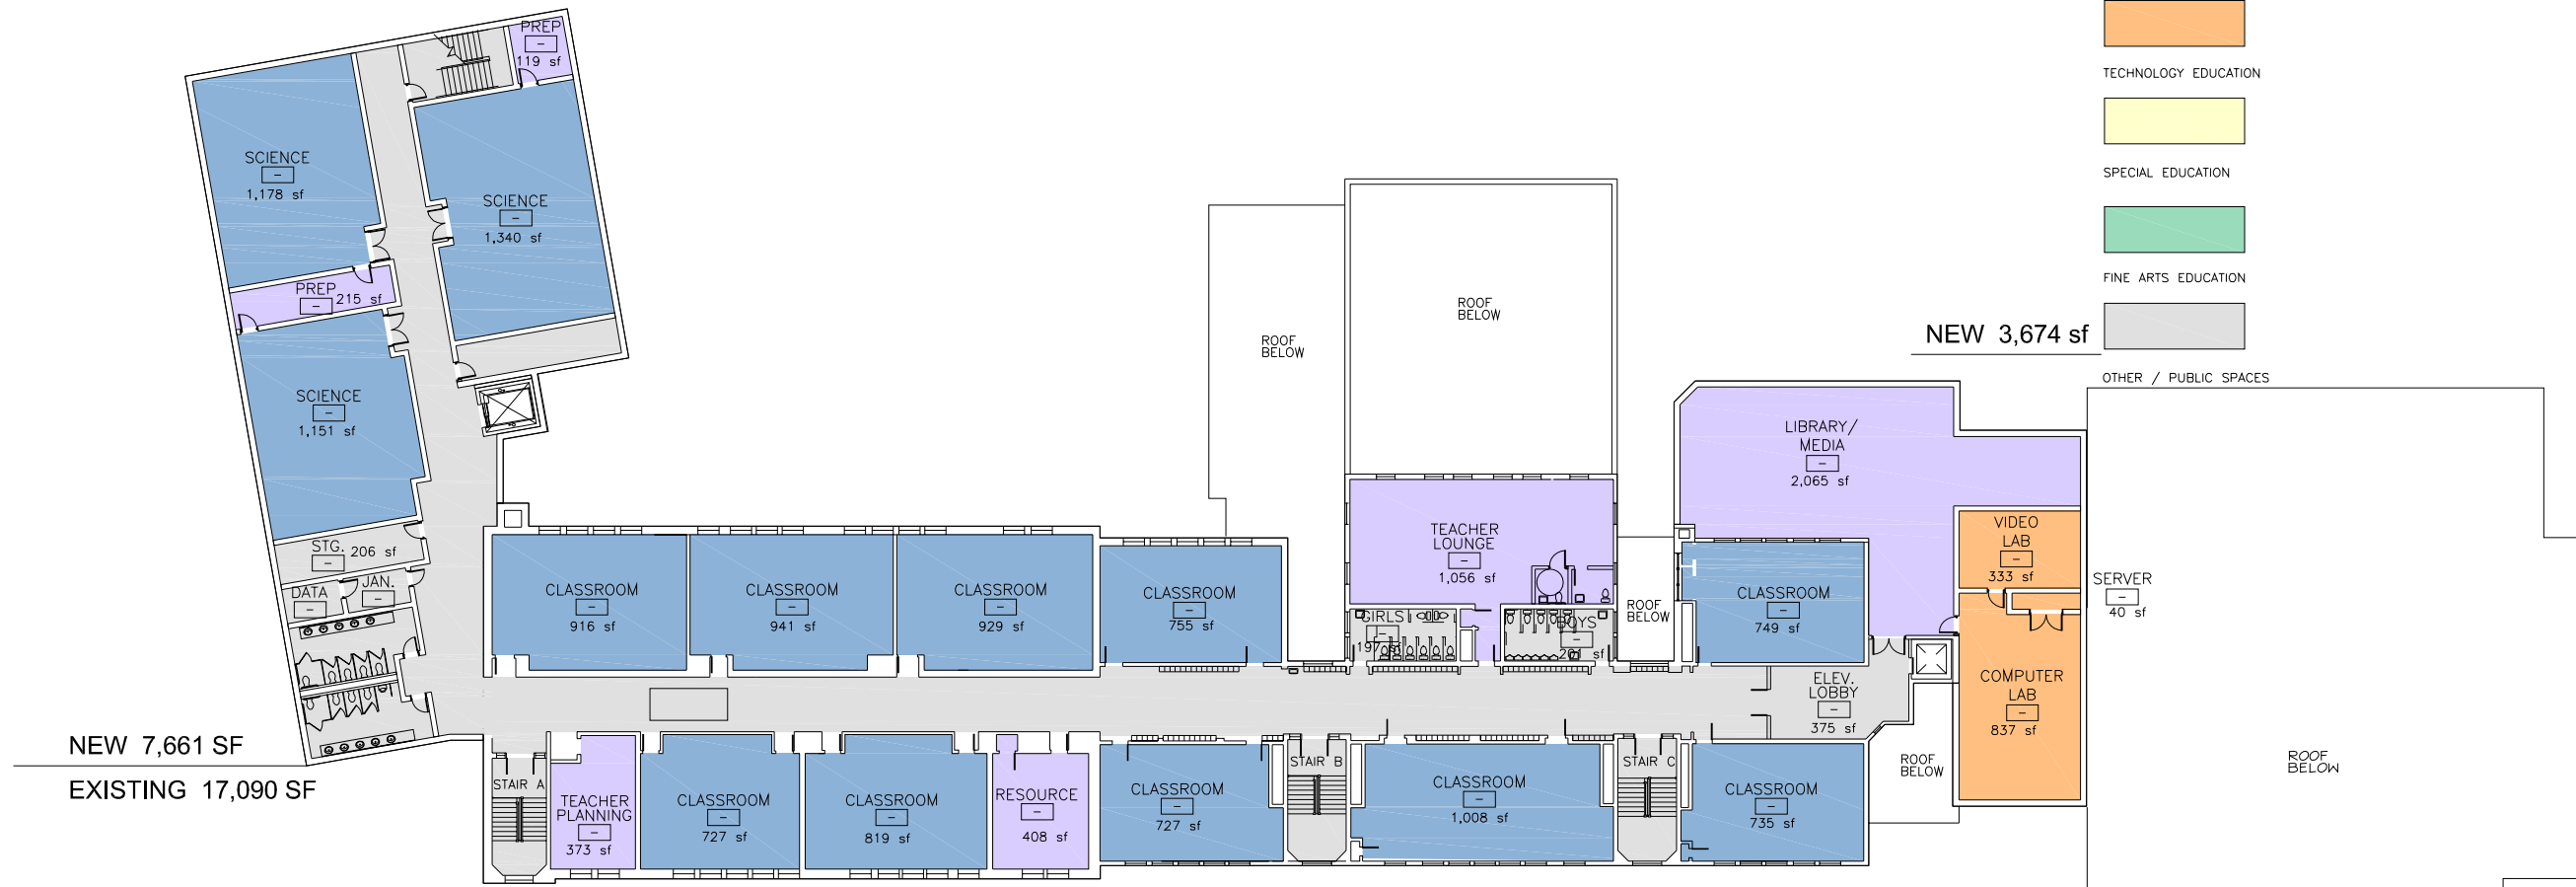 PREP
-
119 sf
SCIENCE
-
1,178 sf
SCIENCE
-
1,340 sf
PREP
-
215 sf
SCIENCE
-
1,151 sf
STG.
-
206 sf
DATA
-
JAN.
-
NEW 7,661 SF
EXISTING 17,090 SF
CLASSROOM
-
916 sf
CLASSROOM
-
941 sf
CLASSROOM
-
929 sf
CLASSROOM
-
755 sf
ROOF
BELOW
ROOF
BELOW
TEACHER
LOUNGE
-
1,056 sf
GIRLS
-
197 sf
BOYS
-
201 sf
ROOF
BELOW
CLASSROOM
-
749 sf
LIBRARY/
MEDIA
-
2,065 sf
VIDEO
LAB
-
333 sf
SERVER
-
40 sf
COMPUTER
LAB
-
837 sf
ELEV.
LOBBY
-
375 sf
ROOF
BELOW
ROOF
BELOW
STAIR A
TEACHER
PLANNING
-
373 sf
CLASSROOM
-
727 sf
CLASSROOM
-
819 sf
RESOURCE
-
408 sf
CLASSROOM
-
727 sf
STAIR B
CLASSROOM
-
1,008 sf
STAIR C
CLASSROOM
-
735 sf
NEW 3,674 sf
TECHNOLOGY EDUCATION
SPECIAL EDUCATION
FINE ARTS EDUCATION
OTHER / PUBLIC SPACES